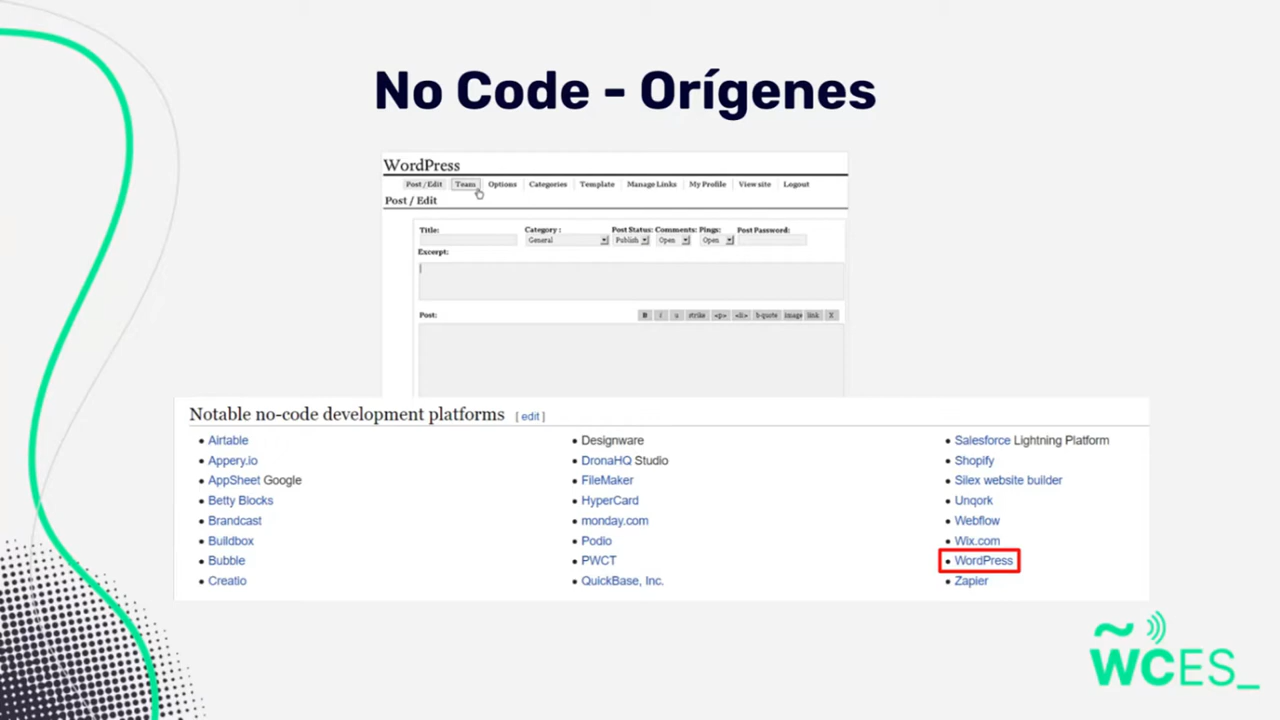 No Code - Orígenes
WordPress
Post / Edit Team Options Categories Template Manage Links My Profile View site Logout
Post / Edit
Title: Category : Post Status: Comments: Pings: Post Password:
General Publish Open Open
Excerpt:
Post: B i u strike <p> <li> b-quote image link X
Notable no-code development platforms [ edit ]
• Airtable
• Appery.io
• AppSheet Google
• Betty Blocks
• Brandcast
• Buildbox
• Bubble
• Creatio
• Designware
• DronaHQ Studio
• FileMaker
• HyperCard
• monday.com
• Podio
• PWCT
• QuickBase, Inc.
• Salesforce Lightning Platform
• Shopify
• Silex website builder
• Unqork
• Webflow
• Wix.com
• WordPress
• Zapier
~
WCES_